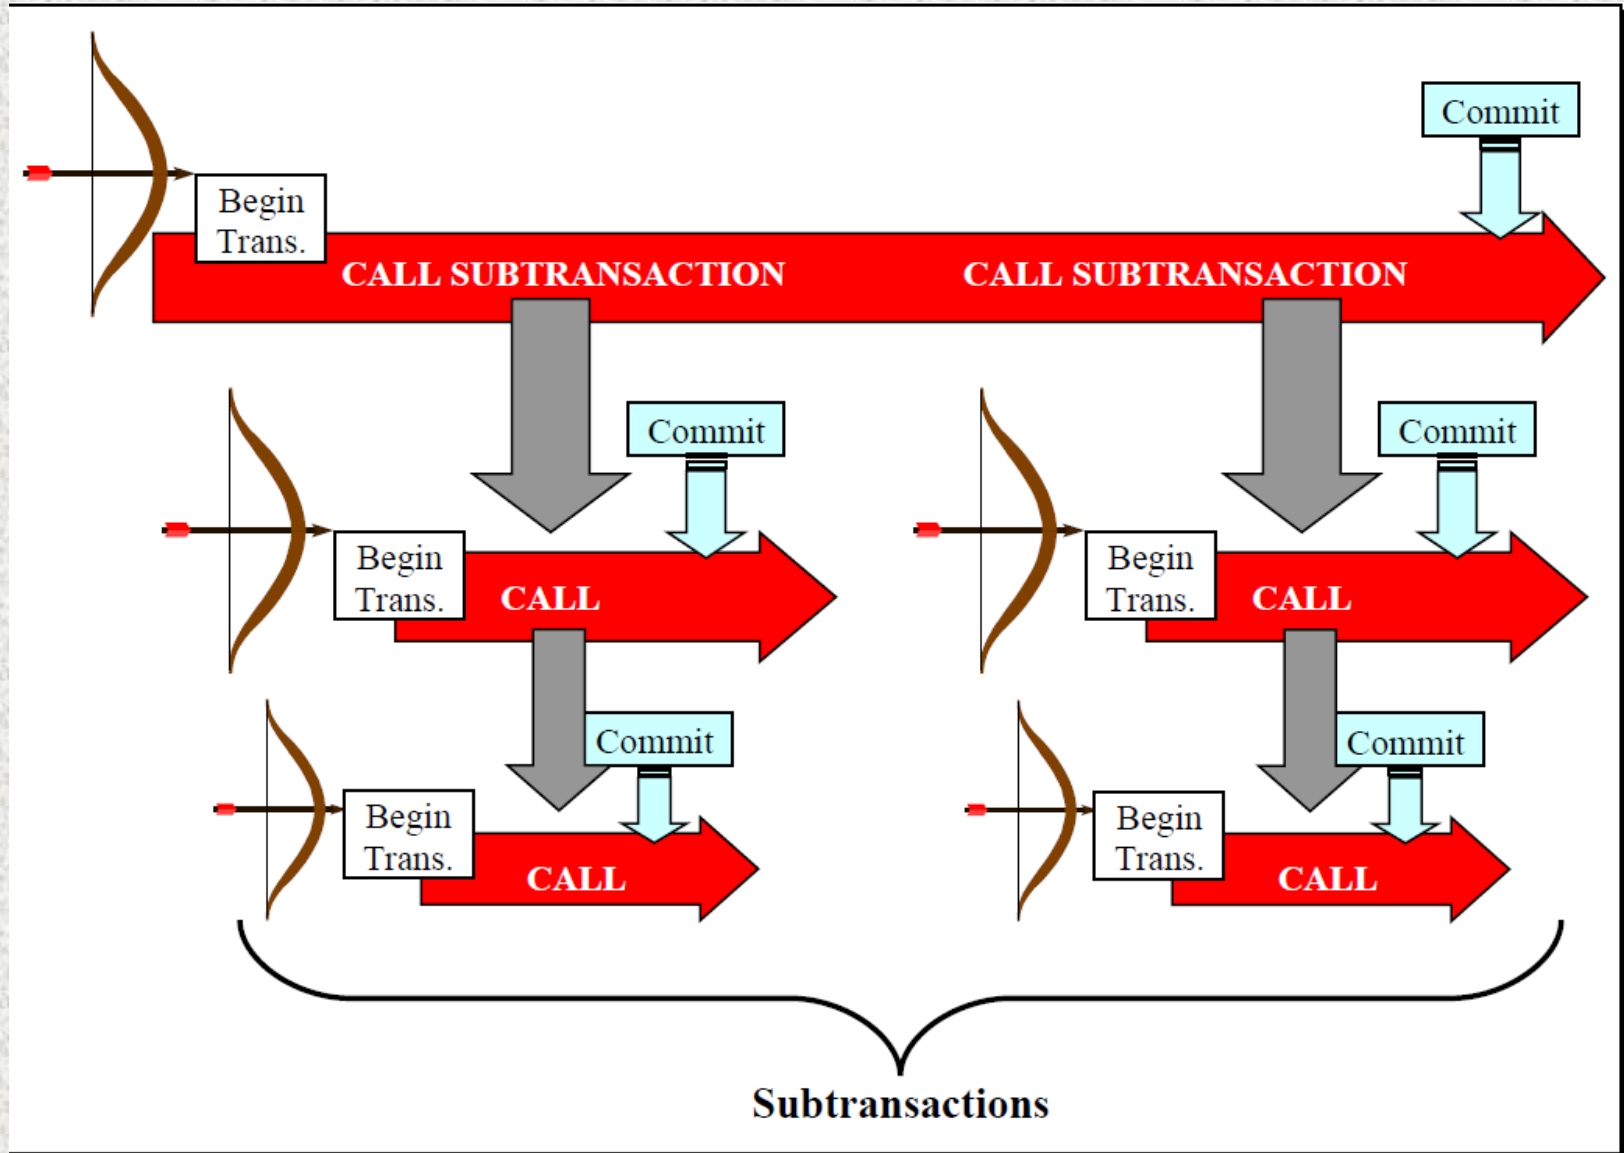 Commit
Begin
Trans.
CALL SUBTRANSACTION CALL SUBTRANSACTION
Commit Commit
Begin Begin
Trans. Trans.
CALL CALL
Commit Commit
Begin Begin
Trans. Trans.
CALL CALL
Subtransactions